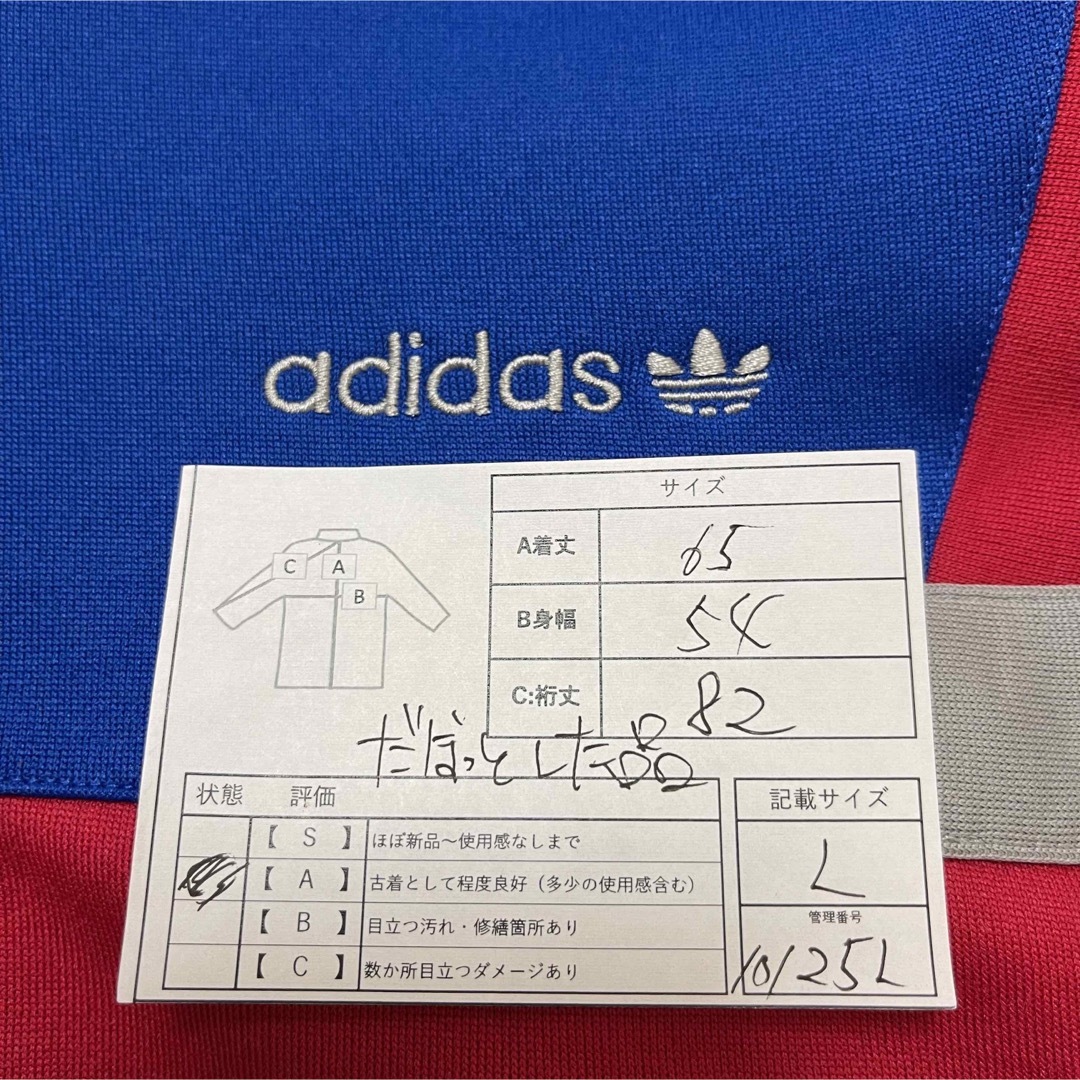 adidas
サイズ
A着丈 65
B身幅 54
C:桁丈 82
C A
B
だぼっとした品
状態 評価
【 S 】 ほぼ新品～使用感なしまで
【 A 】 古着として程度良好（多少の使用感含む）
【 B 】 目立つ汚れ・修繕箇所あり
【 C 】 数か所目立つダメージあり
記載サイズ
L
管理番号
10125L